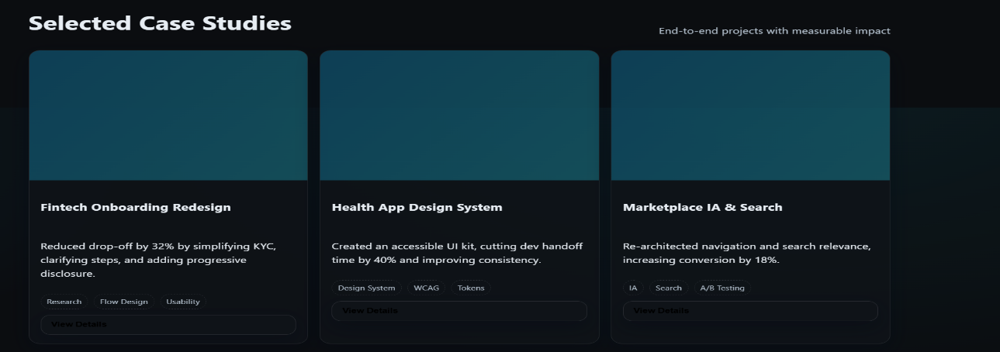 Selected Case Studies
End-to-end projects with measurable impact
Fintech Onboarding Redesign
Reduced drop-off by 32% by simplifying KYC,
clarifying steps, and adding progressive
disclosure.
Research Flow Design Usability
View Details
Health App Design System
Created an accessible UI kit, cutting dev handoff
time by 40% and improving consistency.
Design System WCAG Tokens
View Details
Marketplace IA & Search
Re-architected navigation and search relevance,
increasing conversion by 18%.
IA Search A/B Testing
View Details